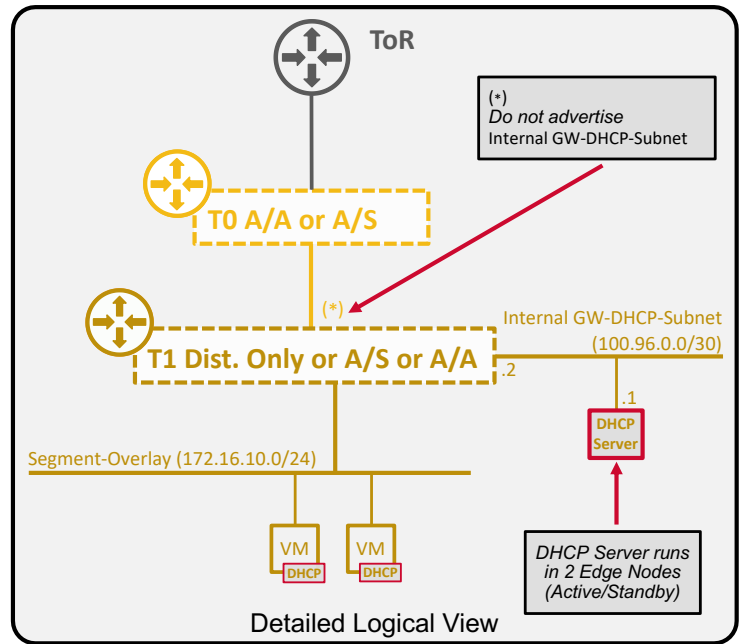 ToR
(*)
Do not advertise
Internal GW-DHCP-Subnet
T0 A/A or A/S
(*)
Internal GW-DHCP-Subnet
(100.96.0.0/30)
T1 Dist. Only or A/S or A/A
.2
.1
DHCP
Server
Segment-Overlay (172.16.10.0/24)
VM
DHCP
VM
DHCP
DHCP Server runs
in 2 Edge Nodes
(Active/Standby)
Detailed Logical View